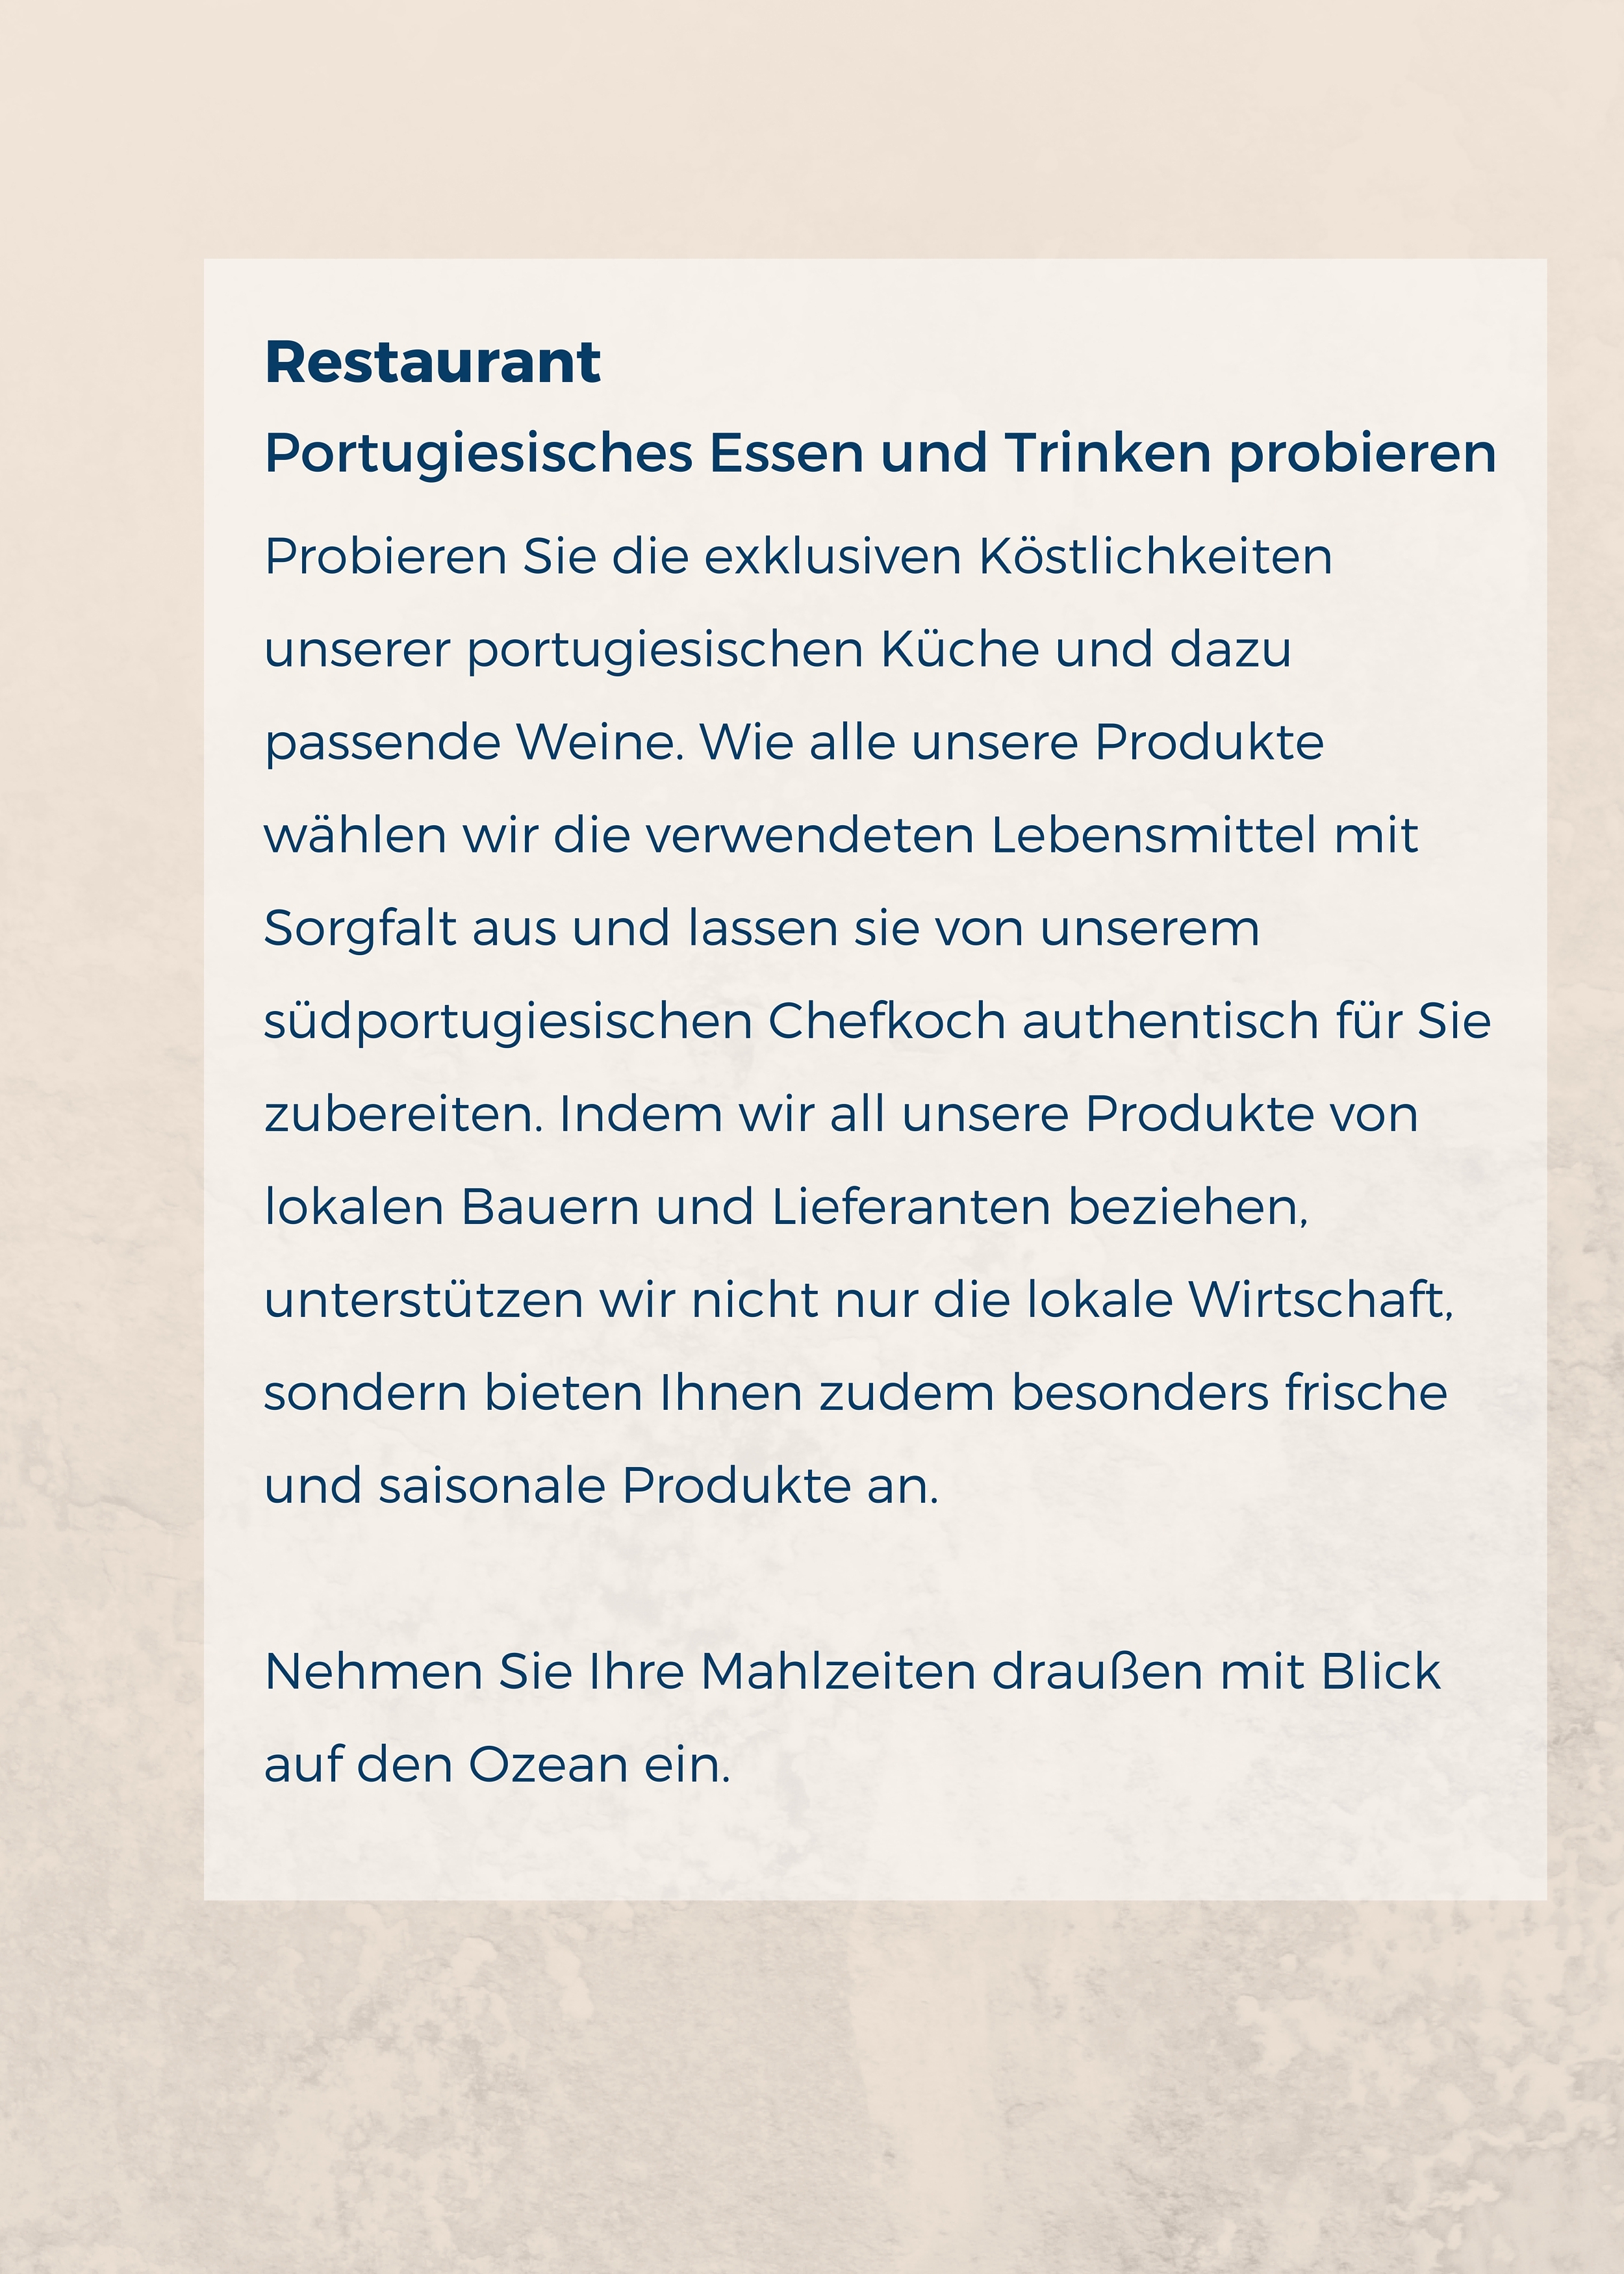 Restaurant
Portugiesisches Essen und Trinken probieren
Probieren Sie die exklusiven Köstlichkeiten
unserer portugiesischen Küche und dazu
passende Weine. Wie alle unsere Produkte
wählen wir die verwendeten Lebensmittel mit
Sorgfalt aus und lassen sie von unserem
südportugiesischen Chefkoch authentisch für Sie
zubereiten. Indem wir all unsere Produkte von
lokalen Bauern und Lieferanten beziehen,
unterstützen wir nicht nur die lokale Wirtschaft,
sondern bieten Ihnen zudem besonders frische
und saisonale Produkte an.
Nehmen Sie Ihre Mahlzeiten draußen mit Blick
auf den Ozean ein.